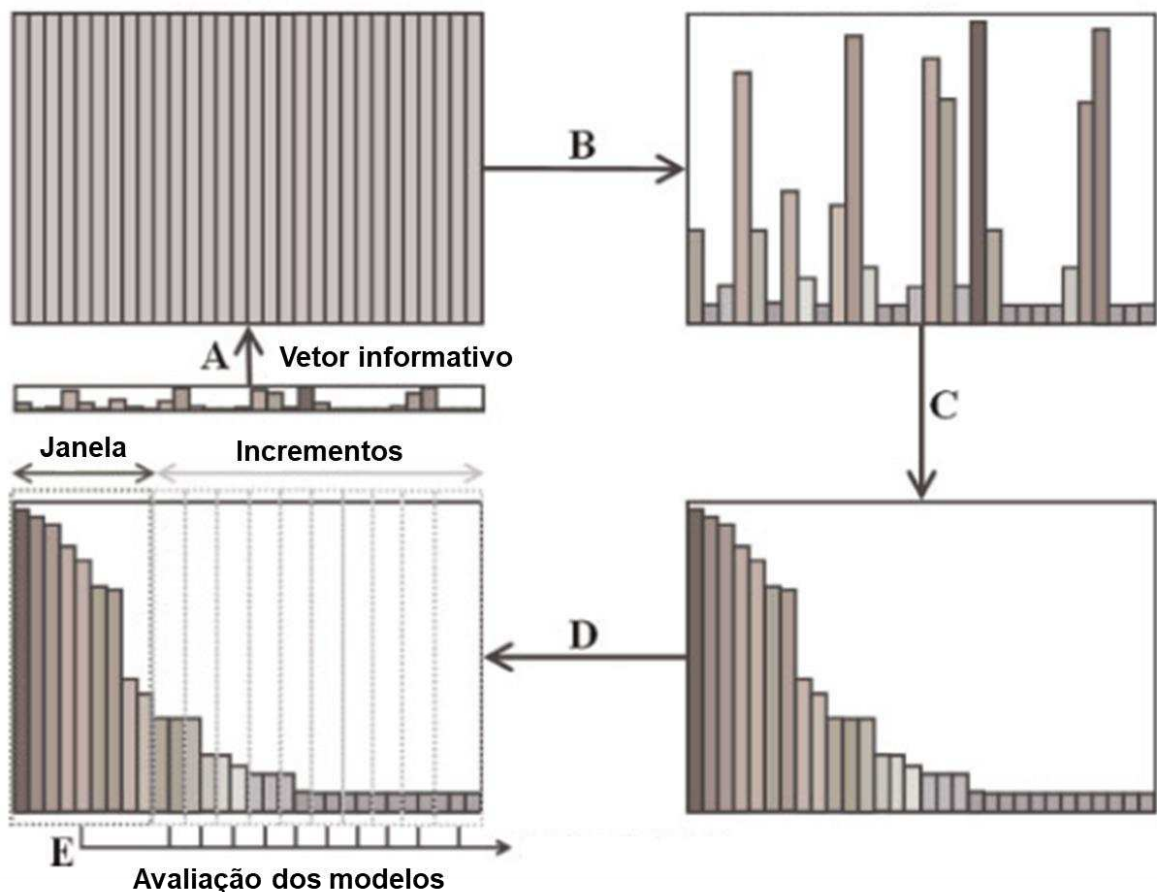 B
A Vetor informativo
C
Janela Incrementos
D
E
Avaliação dos modelos